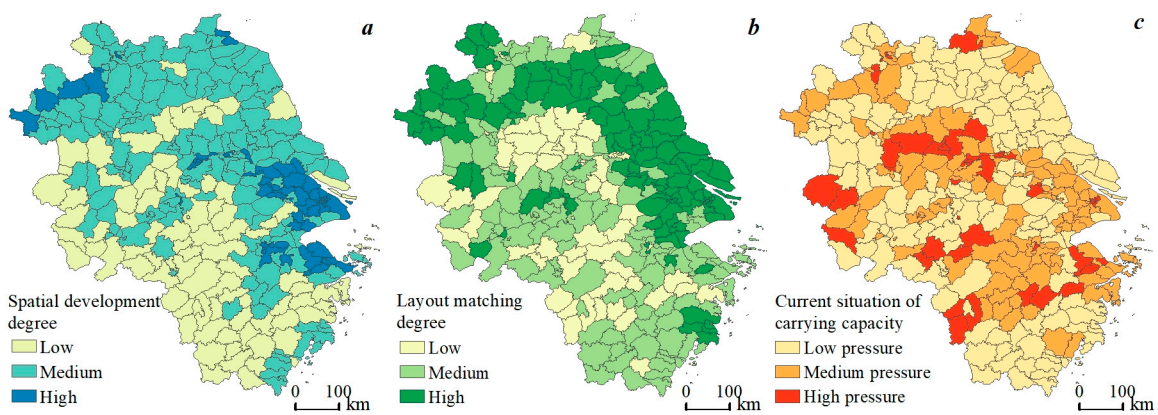 a
Spatial development
degree
Low
Medium
High
0 100
km
b
Layout matching
degree
Low
Medium
High
0 100
km
c
Current situation of
carrying capacity
Low pressure
Medium pressure
High pressure
0 100
km